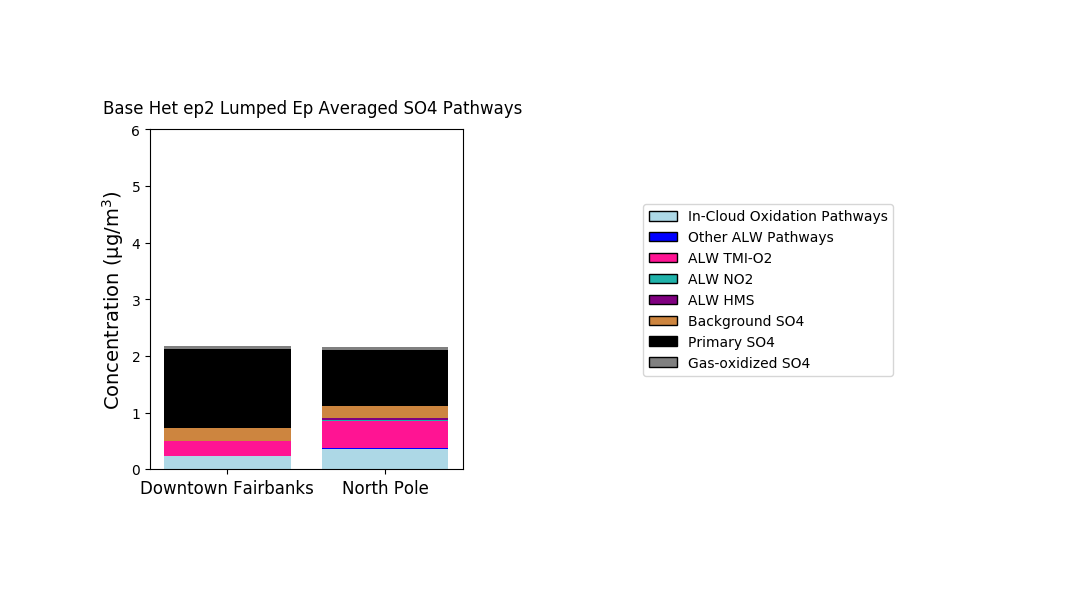 Base Het ep2 Lumped Ep Averaged SO4 Pathways
Concentration (µg/m³)
6
5
4
3
2
1
0
Downtown Fairbanks
North Pole
In-Cloud Oxidation Pathways
Other ALW Pathways
ALW TMI-O2
ALW NO2
ALW HMS
Background SO4
Primary SO4
Gas-oxidized SO4